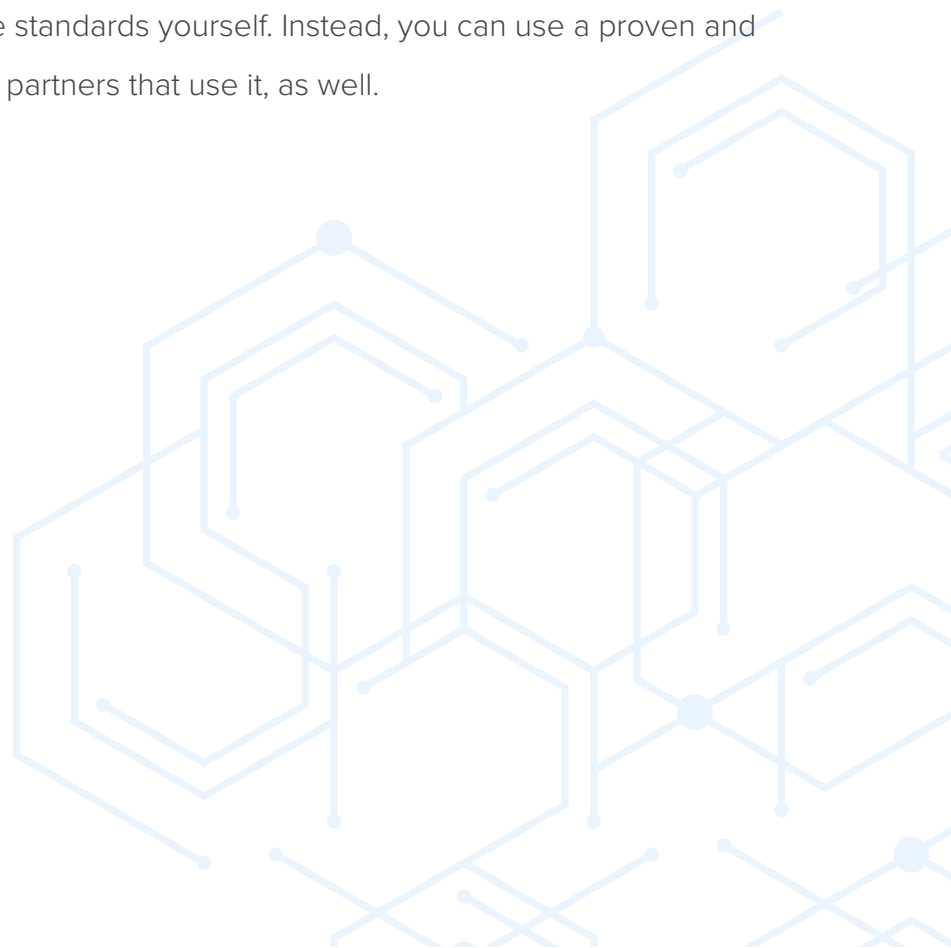 standards yourself. Instead, you can use a proven and
partners that use it, as well.